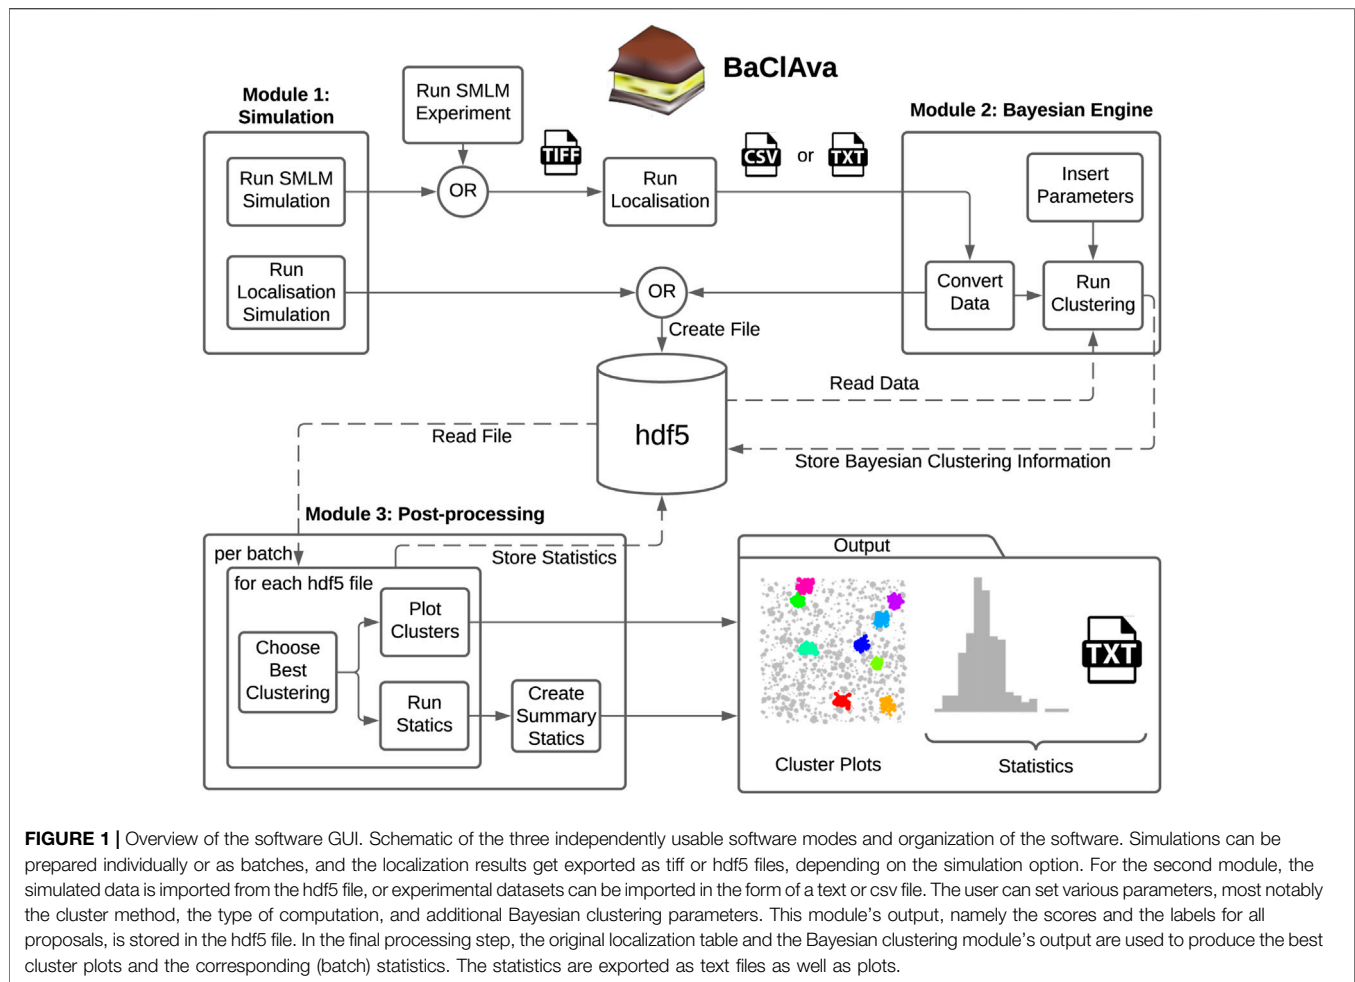 BaClAva
Module 1:
Simulation
Run SMLM
Experiment
Module 2: Bayesian Engine
TIFF
CSV or TXT
Run SMLM
Simulation
OR
Run
Localisation
Insert
Parameters
Run
Localisation
Simulation
OR
Convert
Data
Run
Clustering
Create File
Read Data
hdf5
Read File
Store Bayesian Clustering Information
Module 3: Post-processing
per batch
Store Statistics
for each hdf5 file
Plot
Clusters
Choose
Best
Clustering
Run
Statics
Create
Summary
Statics
Output
TXT
Cluster Plots
Statistics
FIGURE 1 | Overview of the software GUI. Schematic of the three independently usable software modes and organization of the software. Simulations can be
prepared individually or as batches, and the localization results get exported as tiff or hdf5 files, depending on the simulation option. For the second module, the
simulated data is imported from the hdf5 file, or experimental datasets can be imported in the form of a text or csv file. The user can set various parameters, most notably
the cluster method, the type of computation, and additional Bayesian clustering parameters. This module's output, namely the scores and the labels for all
proposals, is stored in the hdf5 file. In the final processing step, the original localization table and the Bayesian clustering module's output are used to produce the best
cluster plots and the corresponding (batch) statistics. The statistics are exported as text files as well as plots.